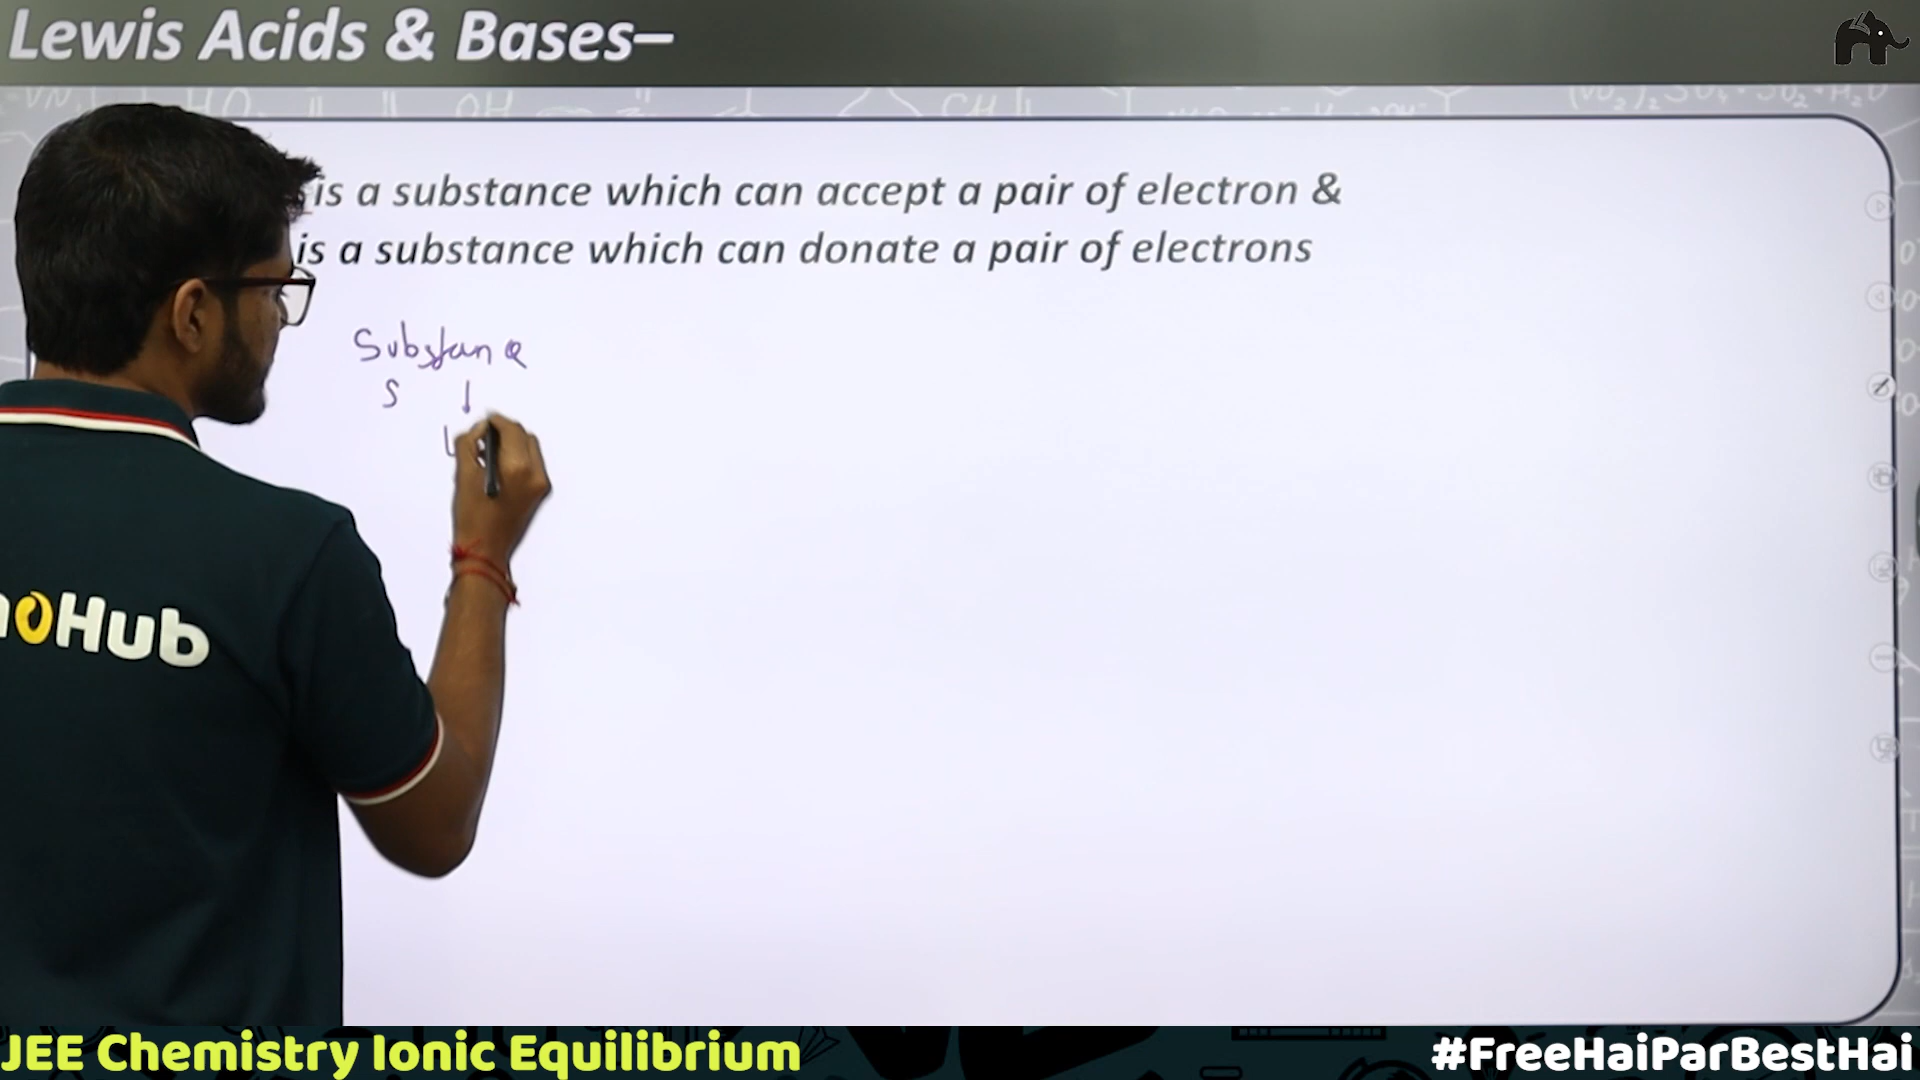 Lewis Acids & Bases–
is a substance which can accept a pair of electron &
is a substance which can donate a pair of electrons
Substance
S
L
oHub
JEE Chemistry Ionic Equilibrium
#FreeHaiParBestHai